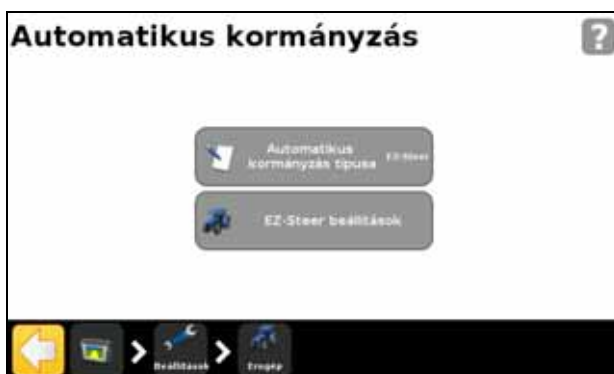 Automatikus kormányzás
?
Automatikus
kormányzás típusa
EZ-Steer
EZ-Steer beállítások
Beállítások
Erőgép